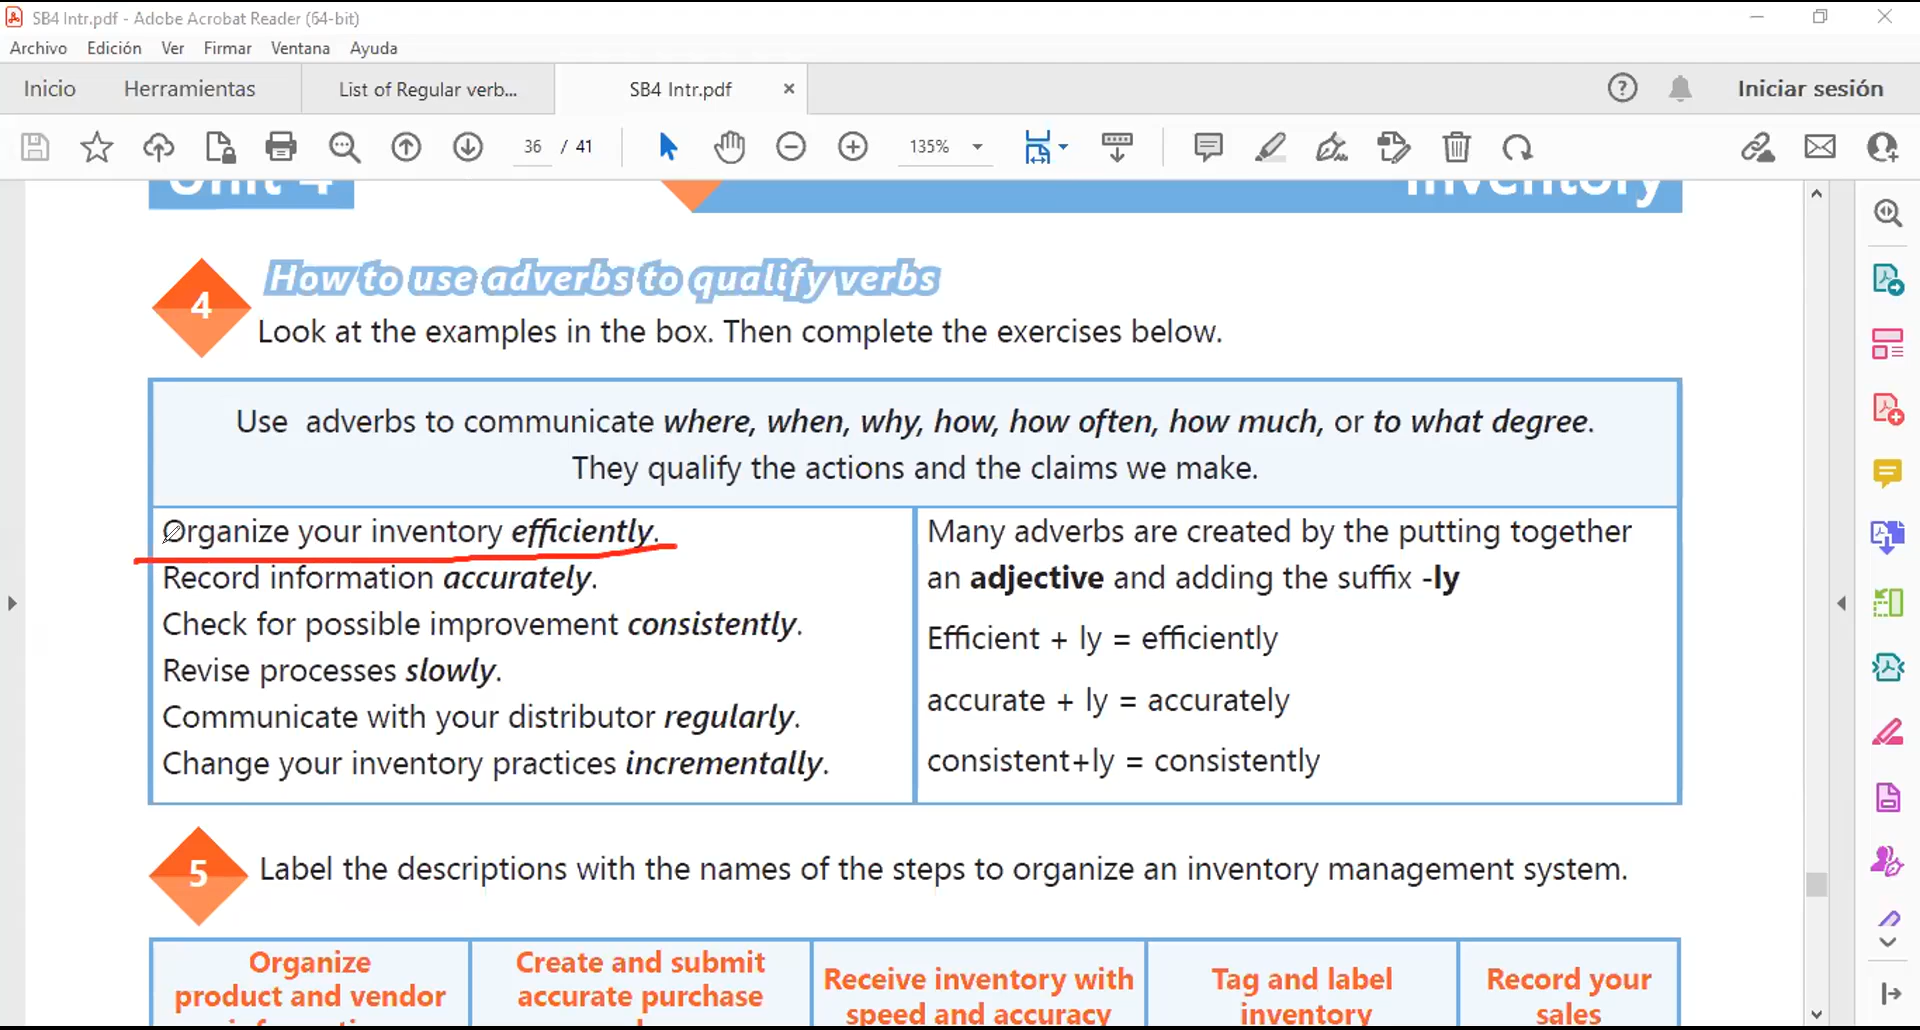 SB4 Intr.pdf - Adobe Acrobat Reader (64-bit)
Archivo Edición Ver Firmar Ventana Ayuda
Inicio Herramientas List of Regular verb... SB4 Intr.pdf Iniciar sesión
36 / 41 135%
Unit 4 Inventory
4 How to use adverbs to qualify verbs
Look at the examples in the box. Then complete the exercises below.
Use adverbs to communicate where, when, why, how, how often, how much, or to what degree.
They qualify the actions and the claims we make.
Organize your inventory efficiently.
Record information accurately.
Check for possible improvement consistently.
Revise processes slowly.
Communicate with your distributor regularly.
Change your inventory practices incrementally.
Many adverbs are created by the putting together
an adjective and adding the suffix -ly
Efficient + ly = efficiently
accurate + ly = accurately
consistent+ly = consistently
5 Label the descriptions with the names of the steps to organize an inventory management system.
Organize
product and vendor
Create and submit
accurate purchase
Receive inventory with
speed and accuracy
Tag and label
inventory
Record your
sales